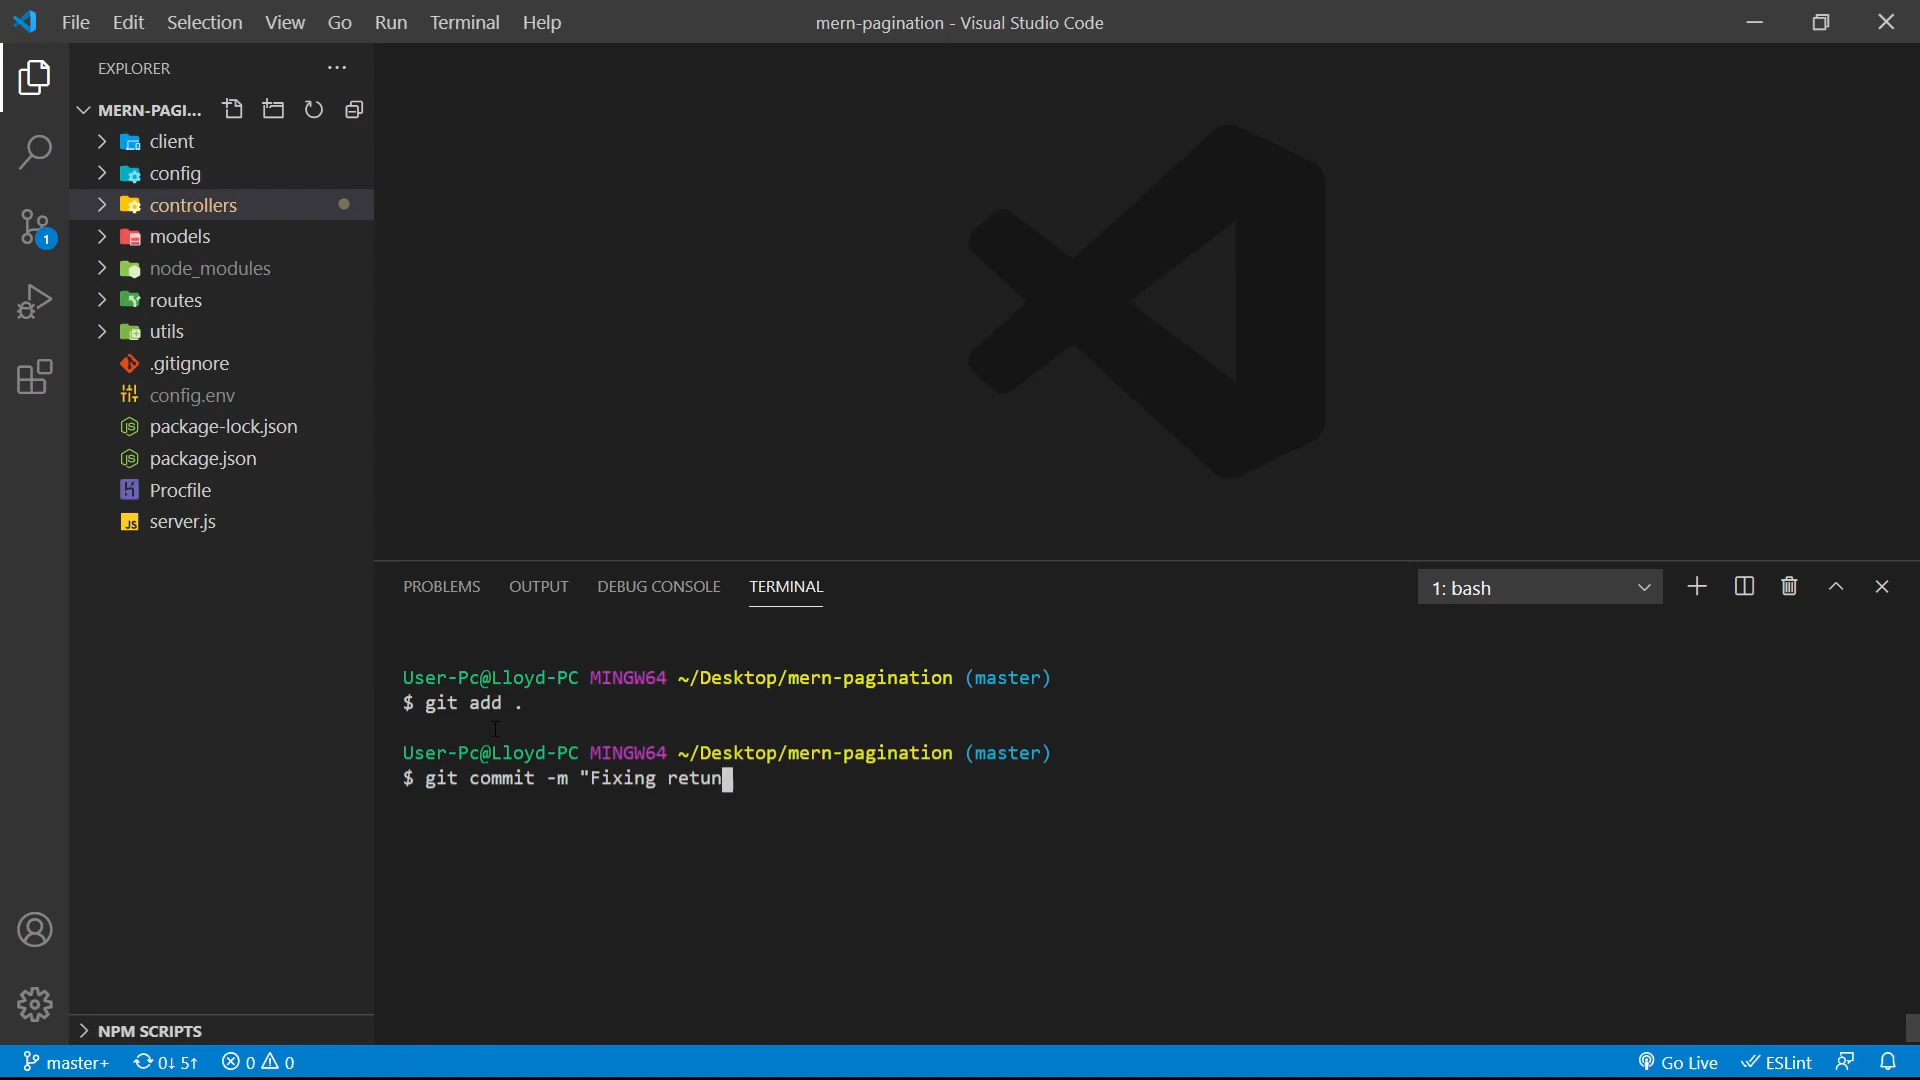 File Edit Selection View Go Run Terminal Help
mern-pagination - Visual Studio Code
EXPLORER
MERN-PAGI...
client
config
controllers
models
node_modules
routes
utils
.gitignore
config.env
package-lock.json
package.json
Procfile
JS server.js
1
PROBLEMS OUTPUT DEBUG CONSOLE TERMINAL
1: bash
User-Pc@Lloyd-PC MINGW64 ~/Desktop/mern-pagination (master)
$ git add .
User-Pc@Lloyd-PC MINGW64 ~/Desktop/mern-pagination (master)
$ git commit -m "Fixing retun
NPM SCRIPTS
master+ 0↓ 5↑ 0 0
Go Live ESLint